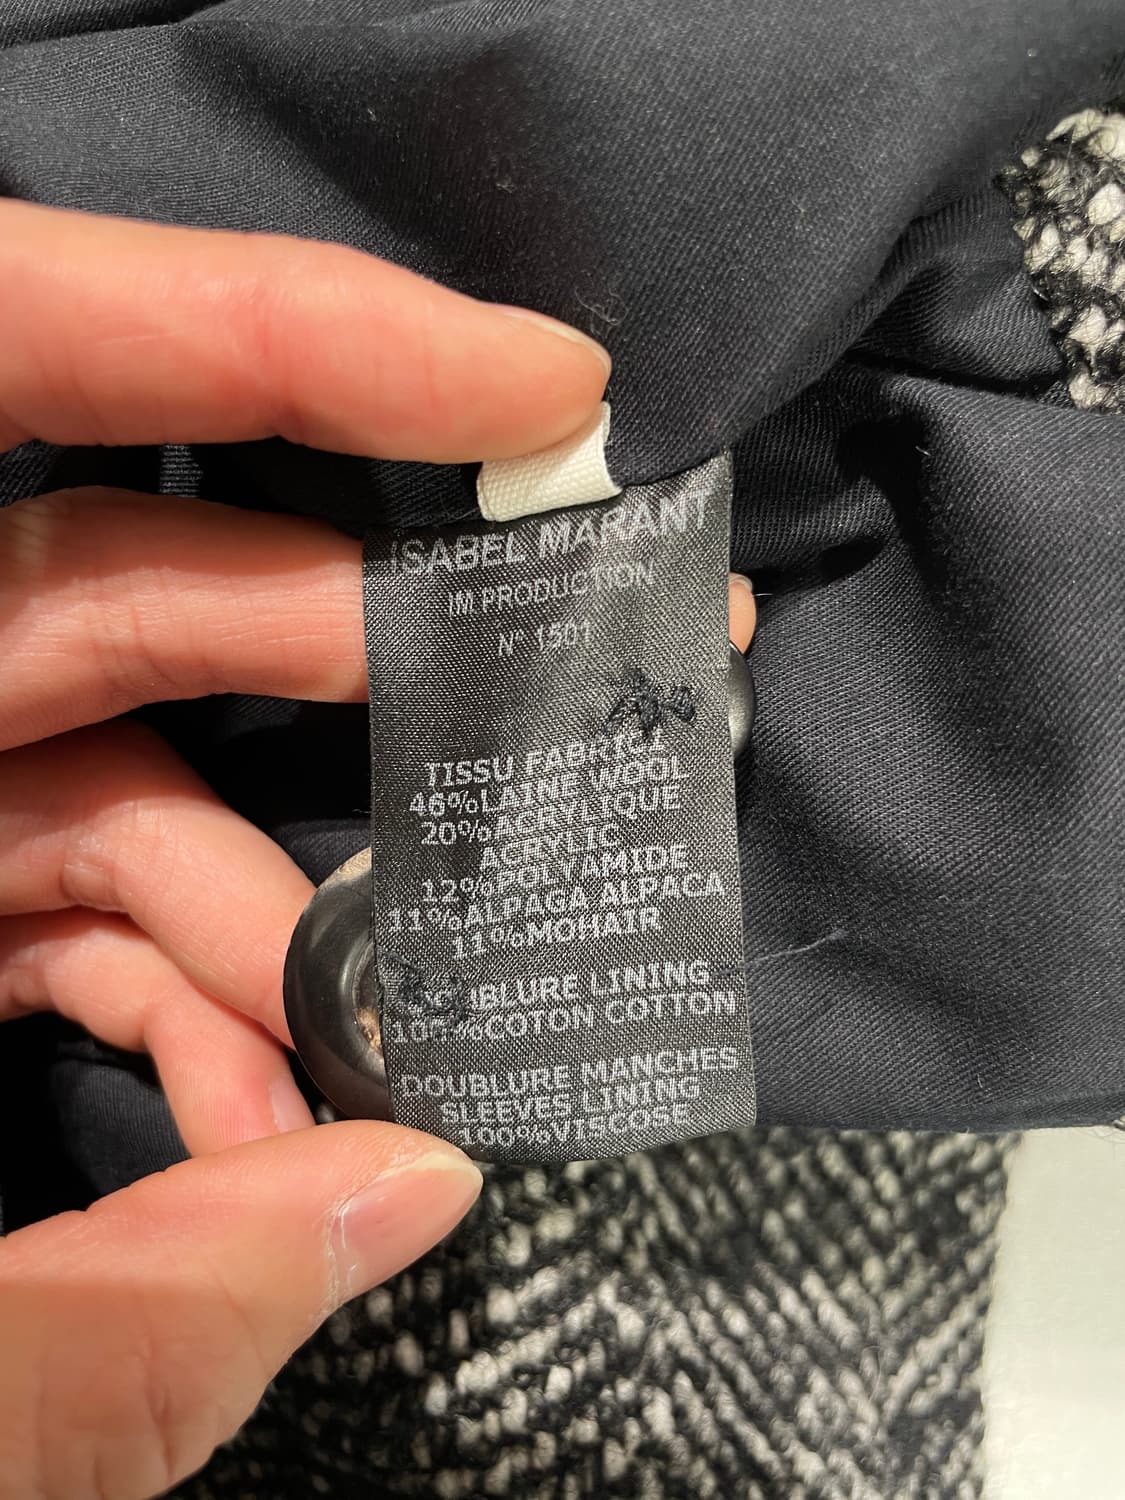 ISABEL MARANT
IM PRODUCTION
N° 1501
TISSU FABRIC 1
46%LAINE WOOL
20%ACRYLIQUE
ACRYLIC
12%POLYAMIDE
11%ALPAGA ALPACA
11%MOHAIR
DOUBLURE LINING
100%COTON COTTON
DOUBLURE MANCHES
SLEEVES LINING
100%VISCOSE